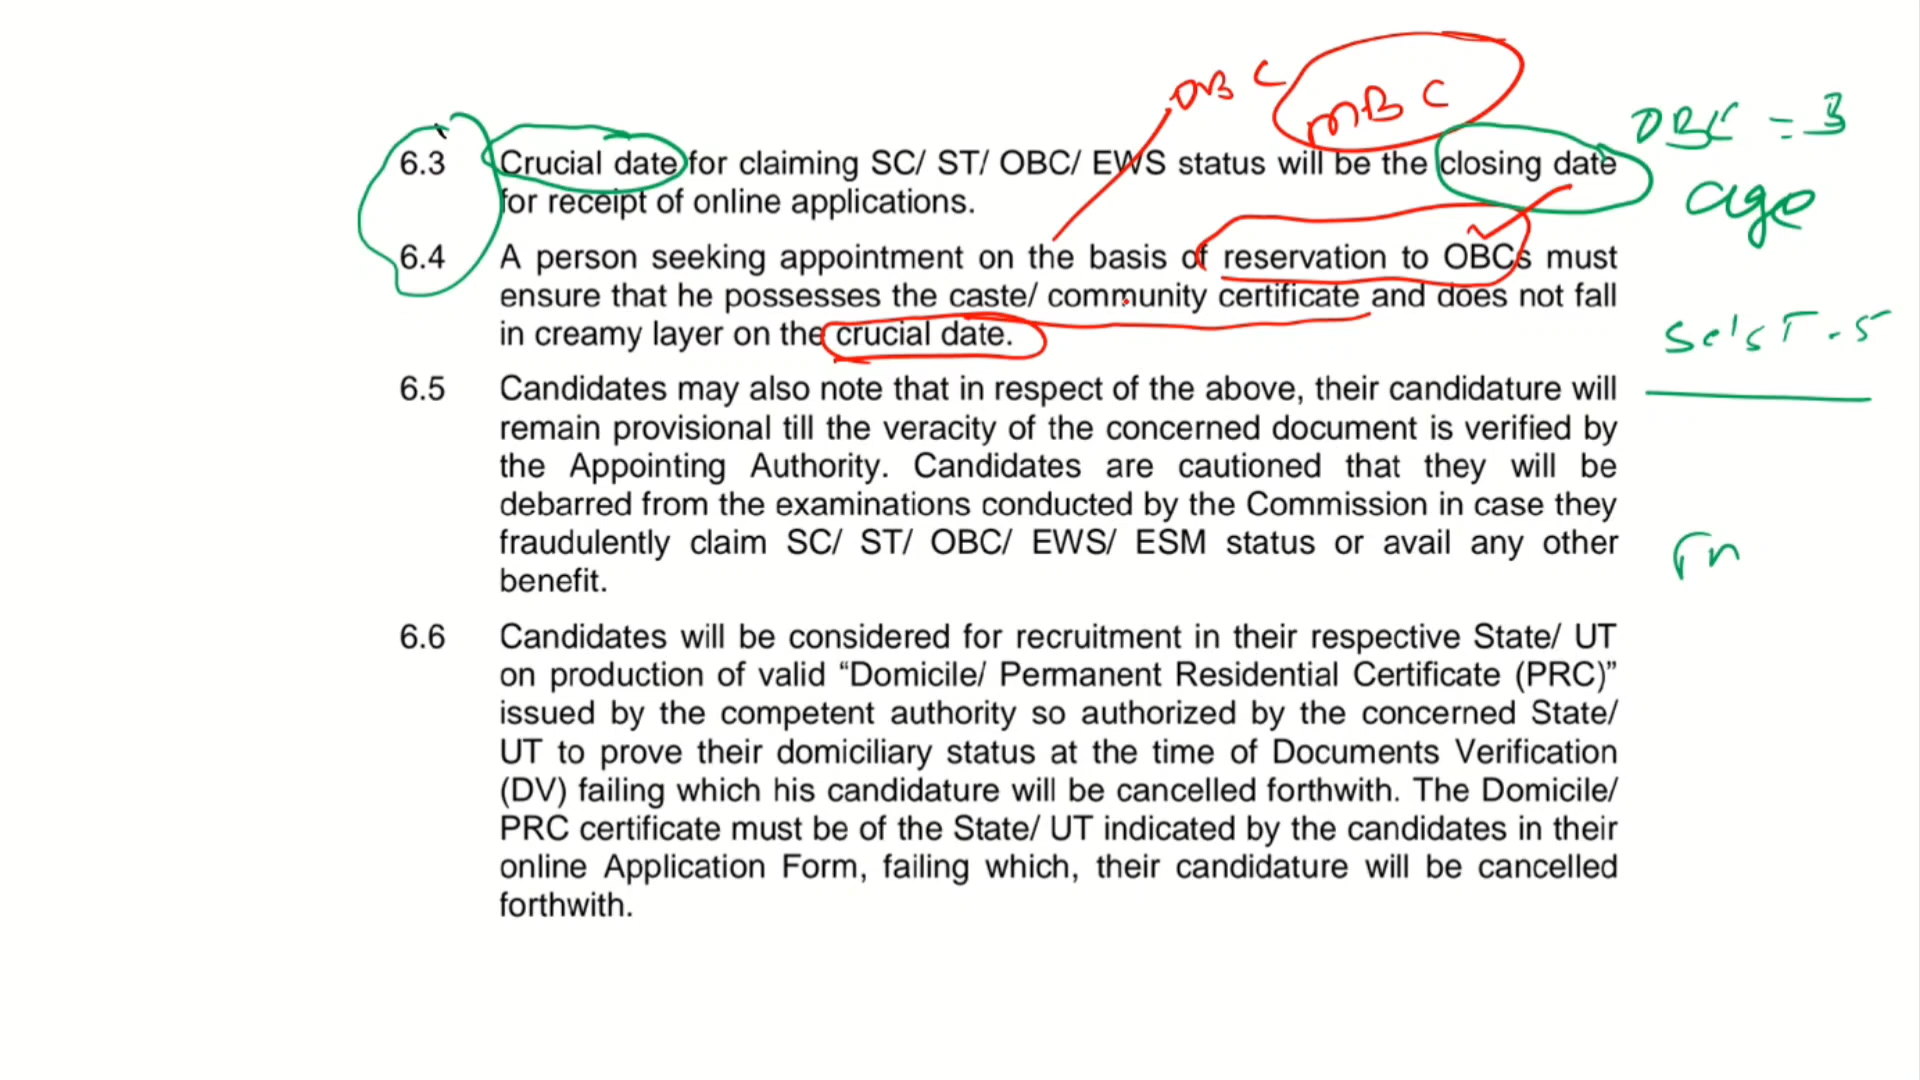 OBC
MBC
OBC = 3
age
6.3 Crucial date for claiming SC/ ST/ OBC/ EWS status will be the closing date
for receipt of online applications.
6.4 A person seeking appointment on the basis of reservation to OBCs must
ensure that he possesses the caste/ community certificate and does not fall
in creamy layer on the crucial date.
SC'ST - 5
6.5 Candidates may also note that in respect of the above, their candidature will
remain provisional till the veracity of the concerned document is verified by
the Appointing Authority. Candidates are cautioned that they will be
debarred from the examinations conducted by the Commission in case they
fraudulently claim SC/ ST/ OBC/ EWS/ ESM status or avail any other
benefit.
6.6 Candidates will be considered for recruitment in their respective State/ UT
on production of valid “Domicile/ Permanent Residential Certificate (PRC)”
issued by the competent authority so authorized by the concerned State/
UT to prove their domiciliary status at the time of Documents Verification
(DV) failing which his candidature will be cancelled forthwith. The Domicile/
PRC certificate must be of the State/ UT indicated by the candidates in their
online Application Form, failing which, their candidature will be cancelled
forthwith.